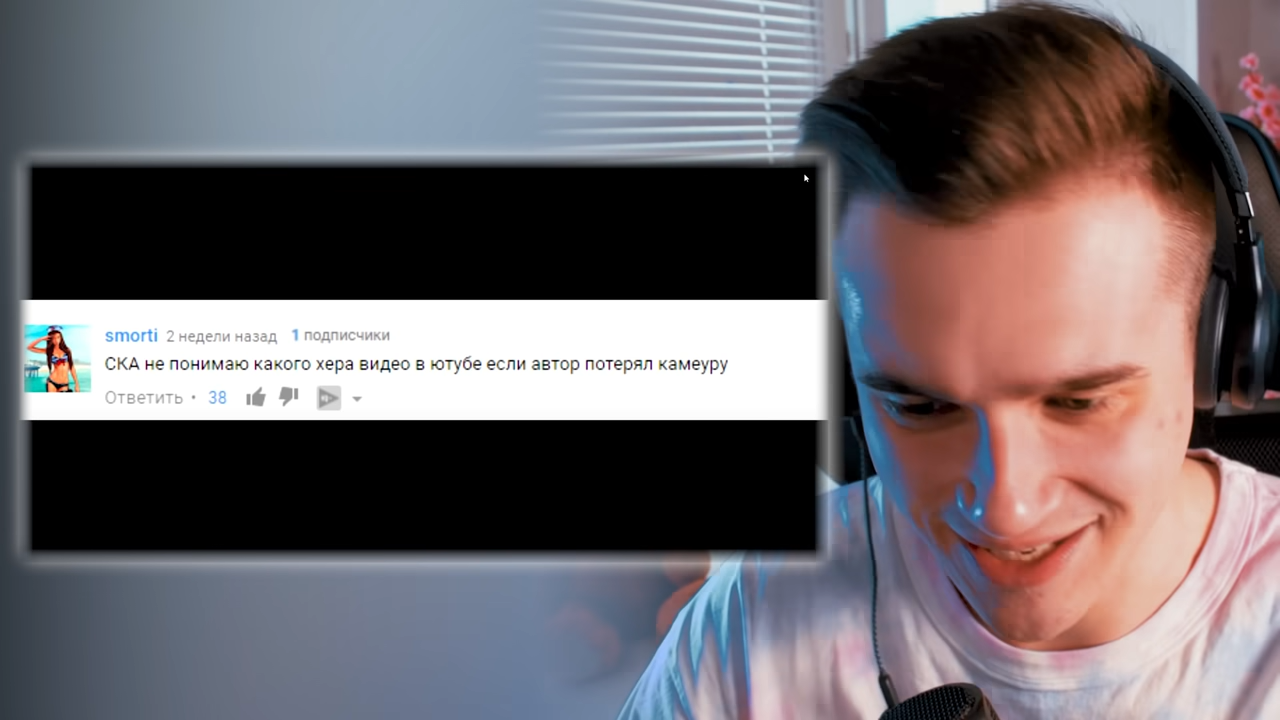 smorti 2 недели назад 1 подписчики
СКА не понимаю какого хера видео в ютубе если автор потерял камеуру
Ответить • 38